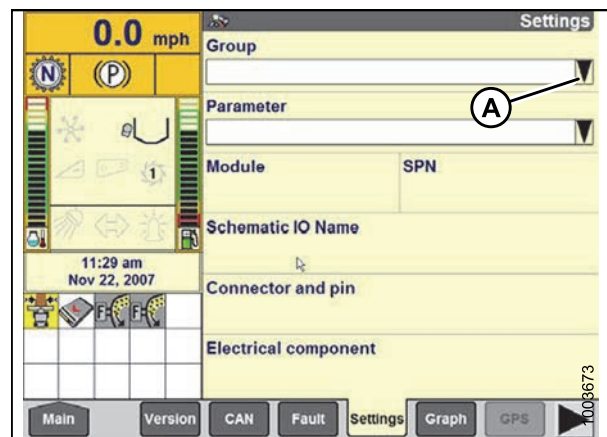 0.0 mph
Settings
N
(P)
Group
A
Parameter
Module
SPN
1
Schematic IO Name
11:29 am
Nov 22, 2007
Connector and pin
F
F
Electrical component
Main
Version
CAN
Fault
Settings
Graph
GPS
1003673